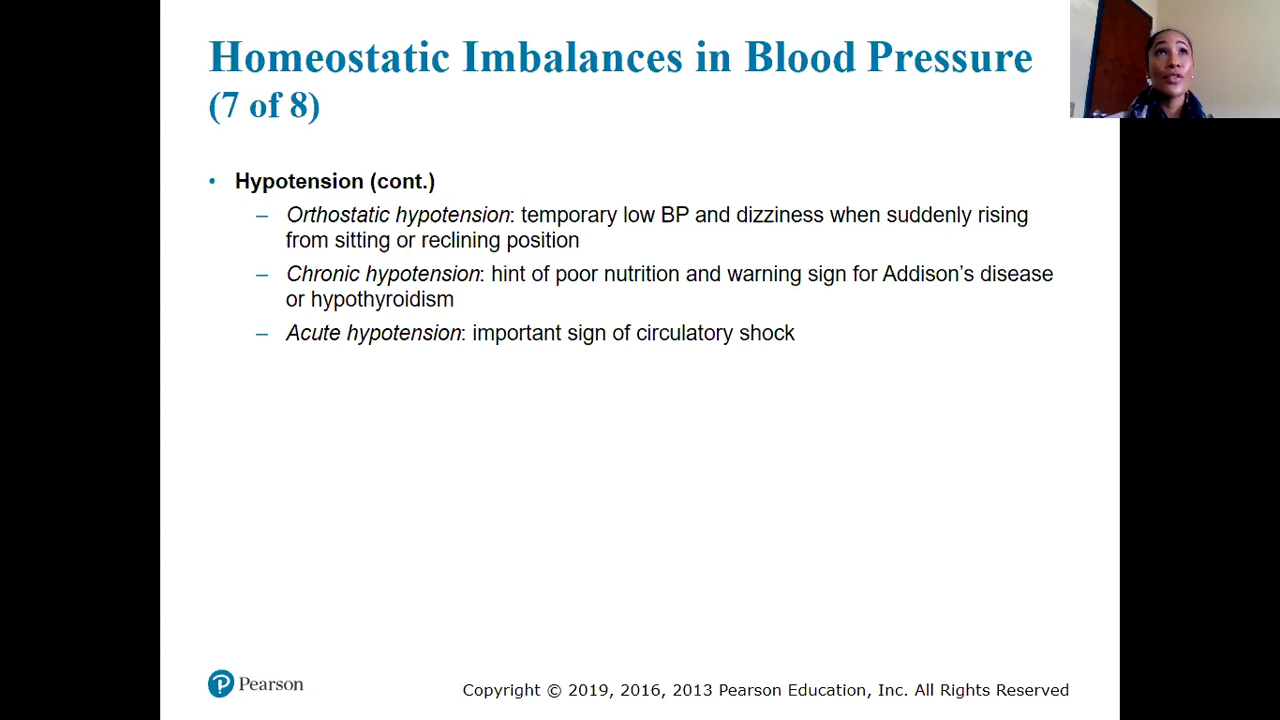 Homeostatic Imbalances in Blood Pressure
(7 of 8)
• Hypotension (cont.)
– Orthostatic hypotension: temporary low BP and dizziness when suddenly rising
from sitting or reclining position
– Chronic hypotension: hint of poor nutrition and warning sign for Addison’s disease
or hypothyroidism
– Acute hypotension: important sign of circulatory shock
P Pearson
Copyright © 2019, 2016, 2013 Pearson Education, Inc. All Rights Reserved